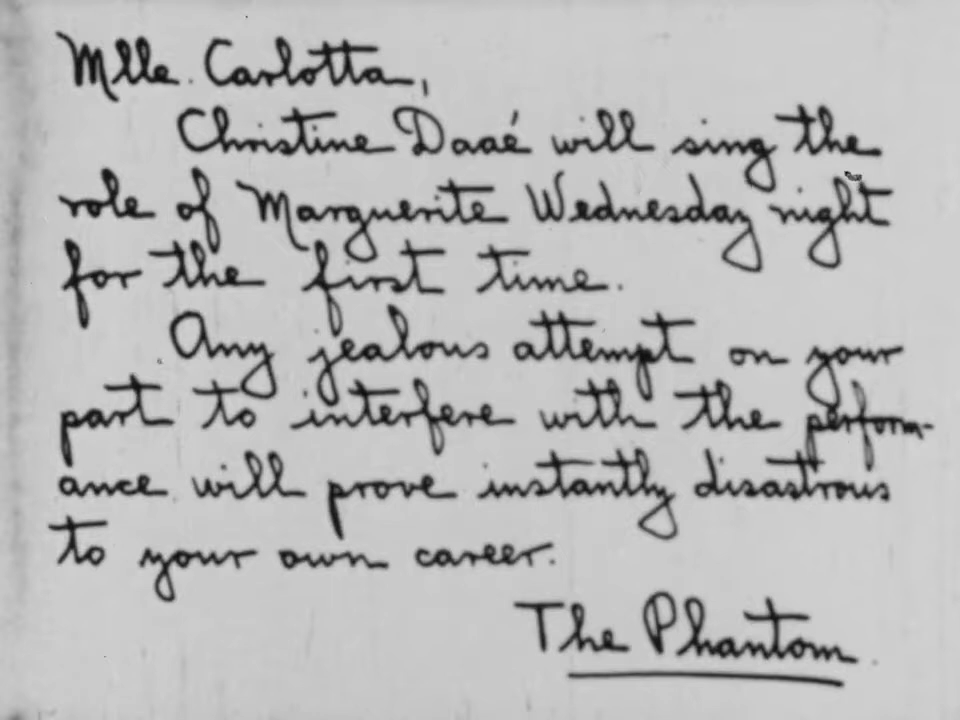 Mlle. Carlotta,
Christine Daaé will sing the
role of Marguerite Wednesday night
for the first time.
Any jealous attempt on your
part to interfere with the perform-
ance will prove instantly disastrous
to your own career.
The Phantom